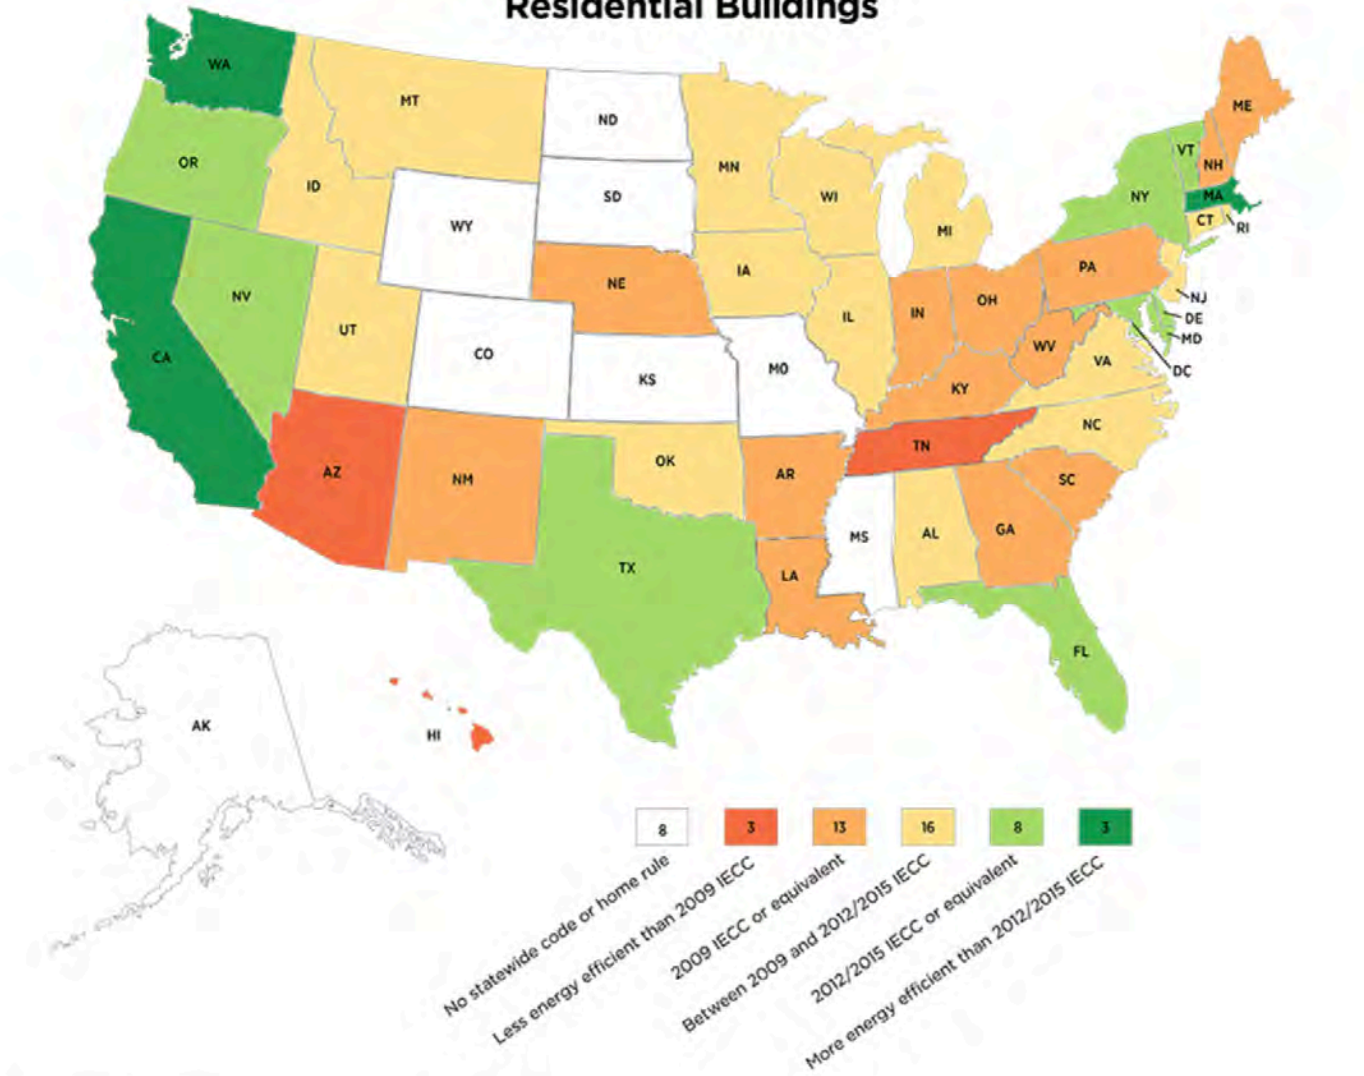 Residential Buildings
WA
MT
ND
ME
OR
ID
MN
VT
NH
SD
WI
NY
MA
WY
MI
CT
RI
IA
NE
PA
NV
UT
IL
IN
OH
NJ
DE
CO
WV
MD
CA
KS
MO
KY
VA
DC
AZ
NM
OK
AR
TN
NC
SC
MS
AL
GA
TX
LA
FL
AK
HI
8
3
13
16
8
3
No statewide code or home rule
Less energy efficient than 2009 IECC
2009 IECC or equivalent
Between 2009 and 2012/2015 IECC
2012/2015 IECC or equivalent
More energy efficient than 2012/2015 IECC